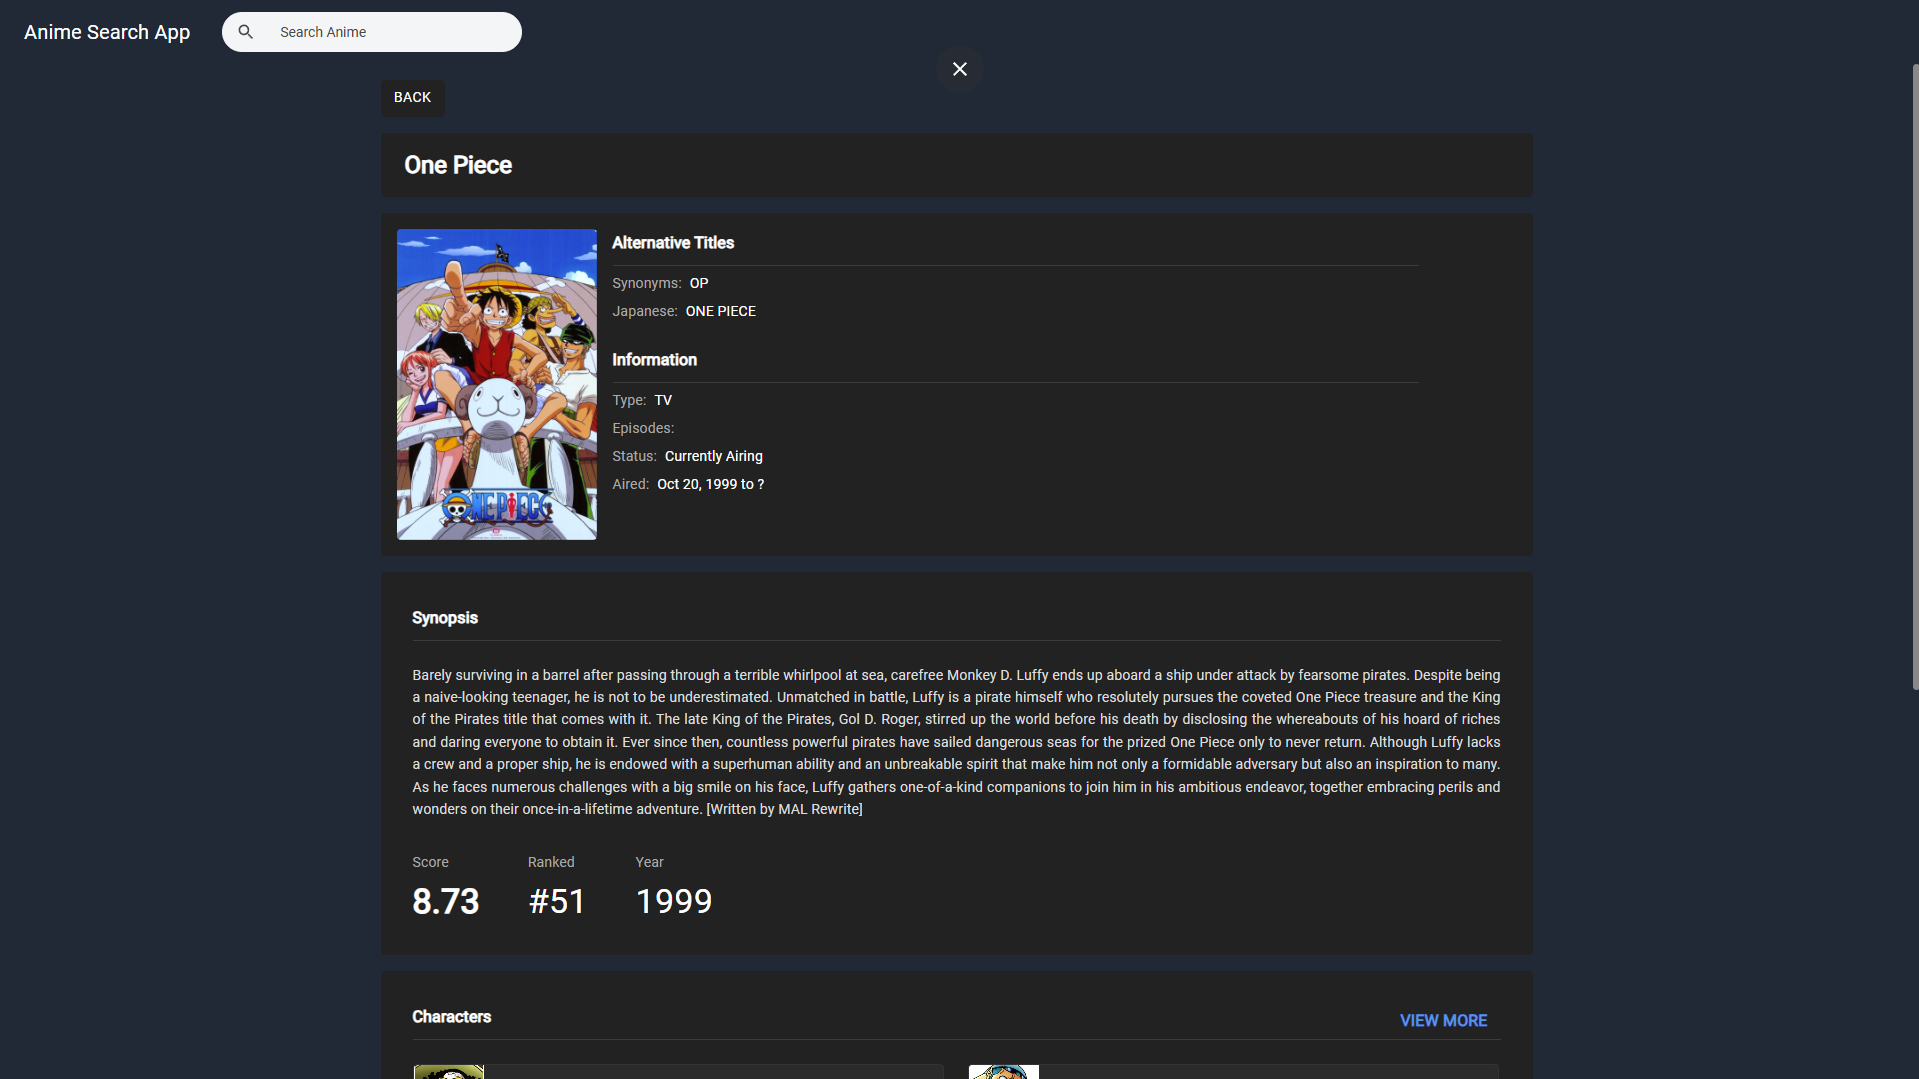 Anime Search App
Search Anime
BACK
One Piece
ONE PIECE
Alternative Titles
Synonyms: OP
Japanese: ONE PIECE
Information
Type: TV
Episodes:
Status: Currently Airing
Aired: Oct 20, 1999 to ?
Synopsis
Barely surviving in a barrel after passing through a terrible whirlpool at sea, carefree Monkey D. Luffy ends up aboard a ship under attack by fearsome pirates. Despite being
a naive-looking teenager, he is not to be underestimated. Unmatched in battle, Luffy is a pirate himself who resolutely pursues the coveted One Piece treasure and the King
of the Pirates title that comes with it. The late King of the Pirates, Gol D. Roger, stirred up the world before his death by disclosing the whereabouts of his hoard of riches
and daring everyone to obtain it. Ever since then, countless powerful pirates have sailed dangerous seas for the prized One Piece only to never return. Although Luffy lacks
a crew and a proper ship, he is endowed with a superhuman ability and an unbreakable spirit that make him not only a formidable adversary but also an inspiration to many.
As he faces numerous challenges with a big smile on his face, Luffy gathers one-of-a-kind companions to join him in his ambitious endeavor, together embracing perils and
wonders on their once-in-a-lifetime adventure. [Written by MAL Rewrite]
Score Ranked Year
8.73 #51 1999
Characters
VIEW MORE